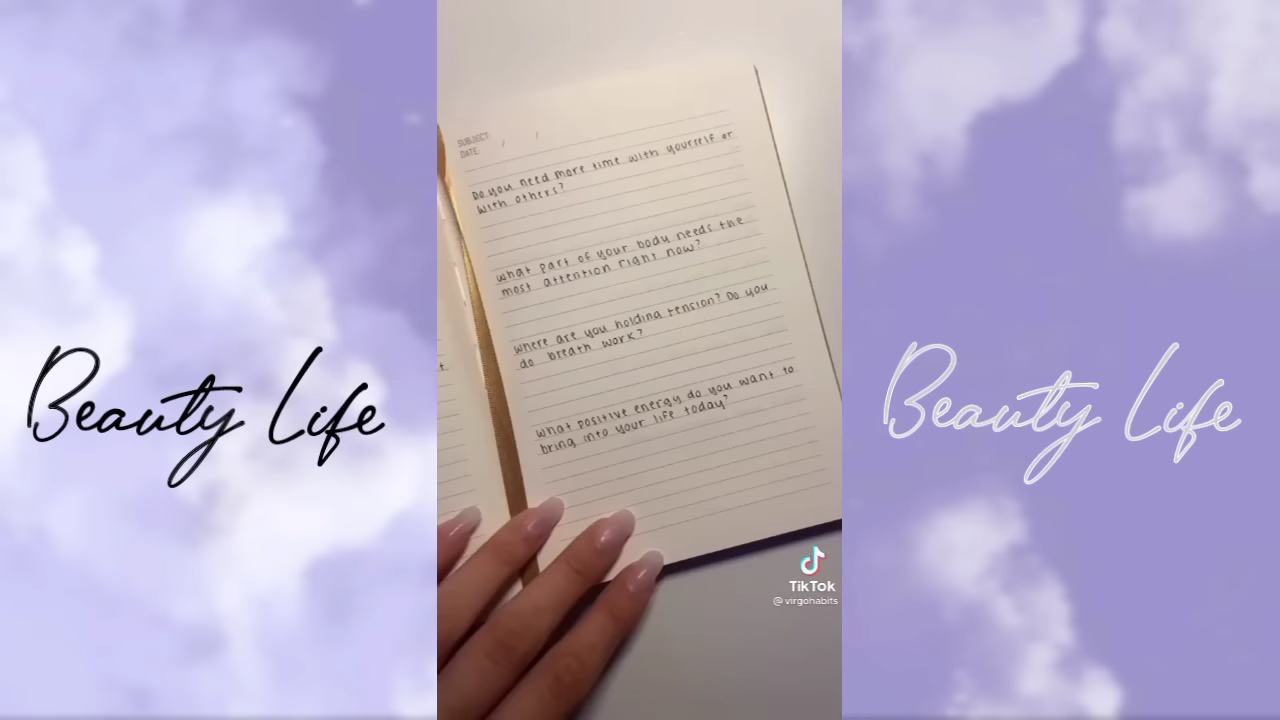 Beauty Life
SUBJECT:
DATE: / /
Do you need more time with yourself or
with others?
what part of your body needs the
most attention right now?
where are you holding tension? Do you
do breath work?
what positive energy do you want to
bring into your life today?
TikTok
@virgohabits
Beauty Life